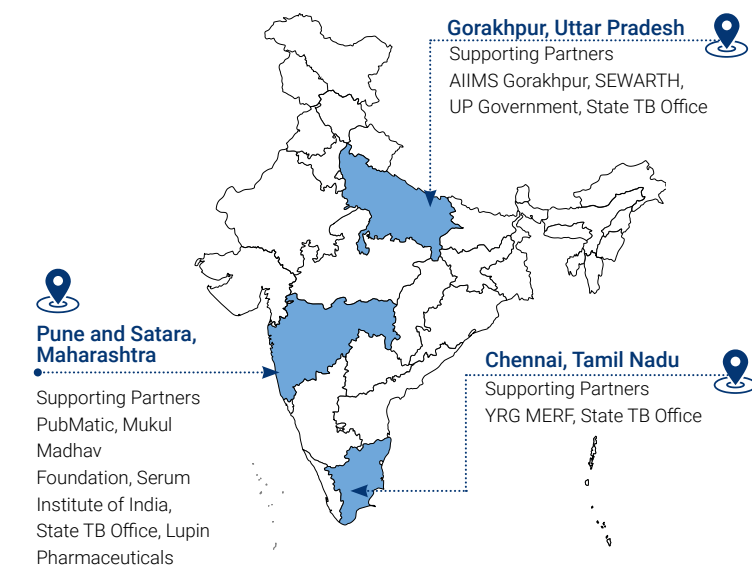 Gorakhpur, Uttar Pradesh
Supporting Partners
AIIMS Gorakhpur, SEWARTH,
UP Government, State TB Office
Pune and Satara,
Maharashtra
Supporting Partners
PubMatic, Mukul
Madhav
Foundation, Serum
Institute of India,
State TB Office, Lupin
Pharmaceuticals
Chennai, Tamil Nadu
Supporting Partners
YRG MERF, State TB Office